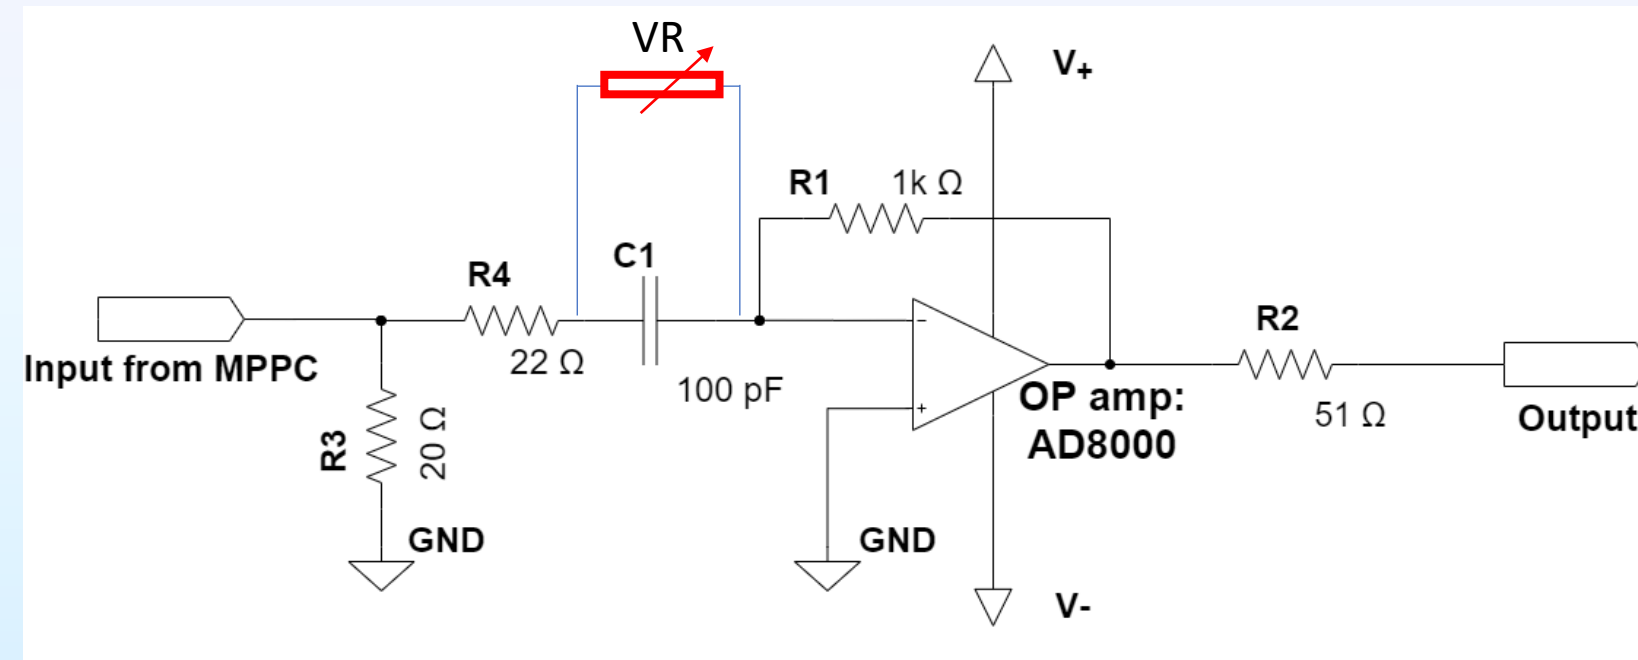 VR
V+
R1
1k Ω
C1
R4
22 Ω
100 pF
Input from MPPC
R3
20 Ω
GND
-
+
GND
OP amp:
AD8000
R2
51 Ω
Output
V-